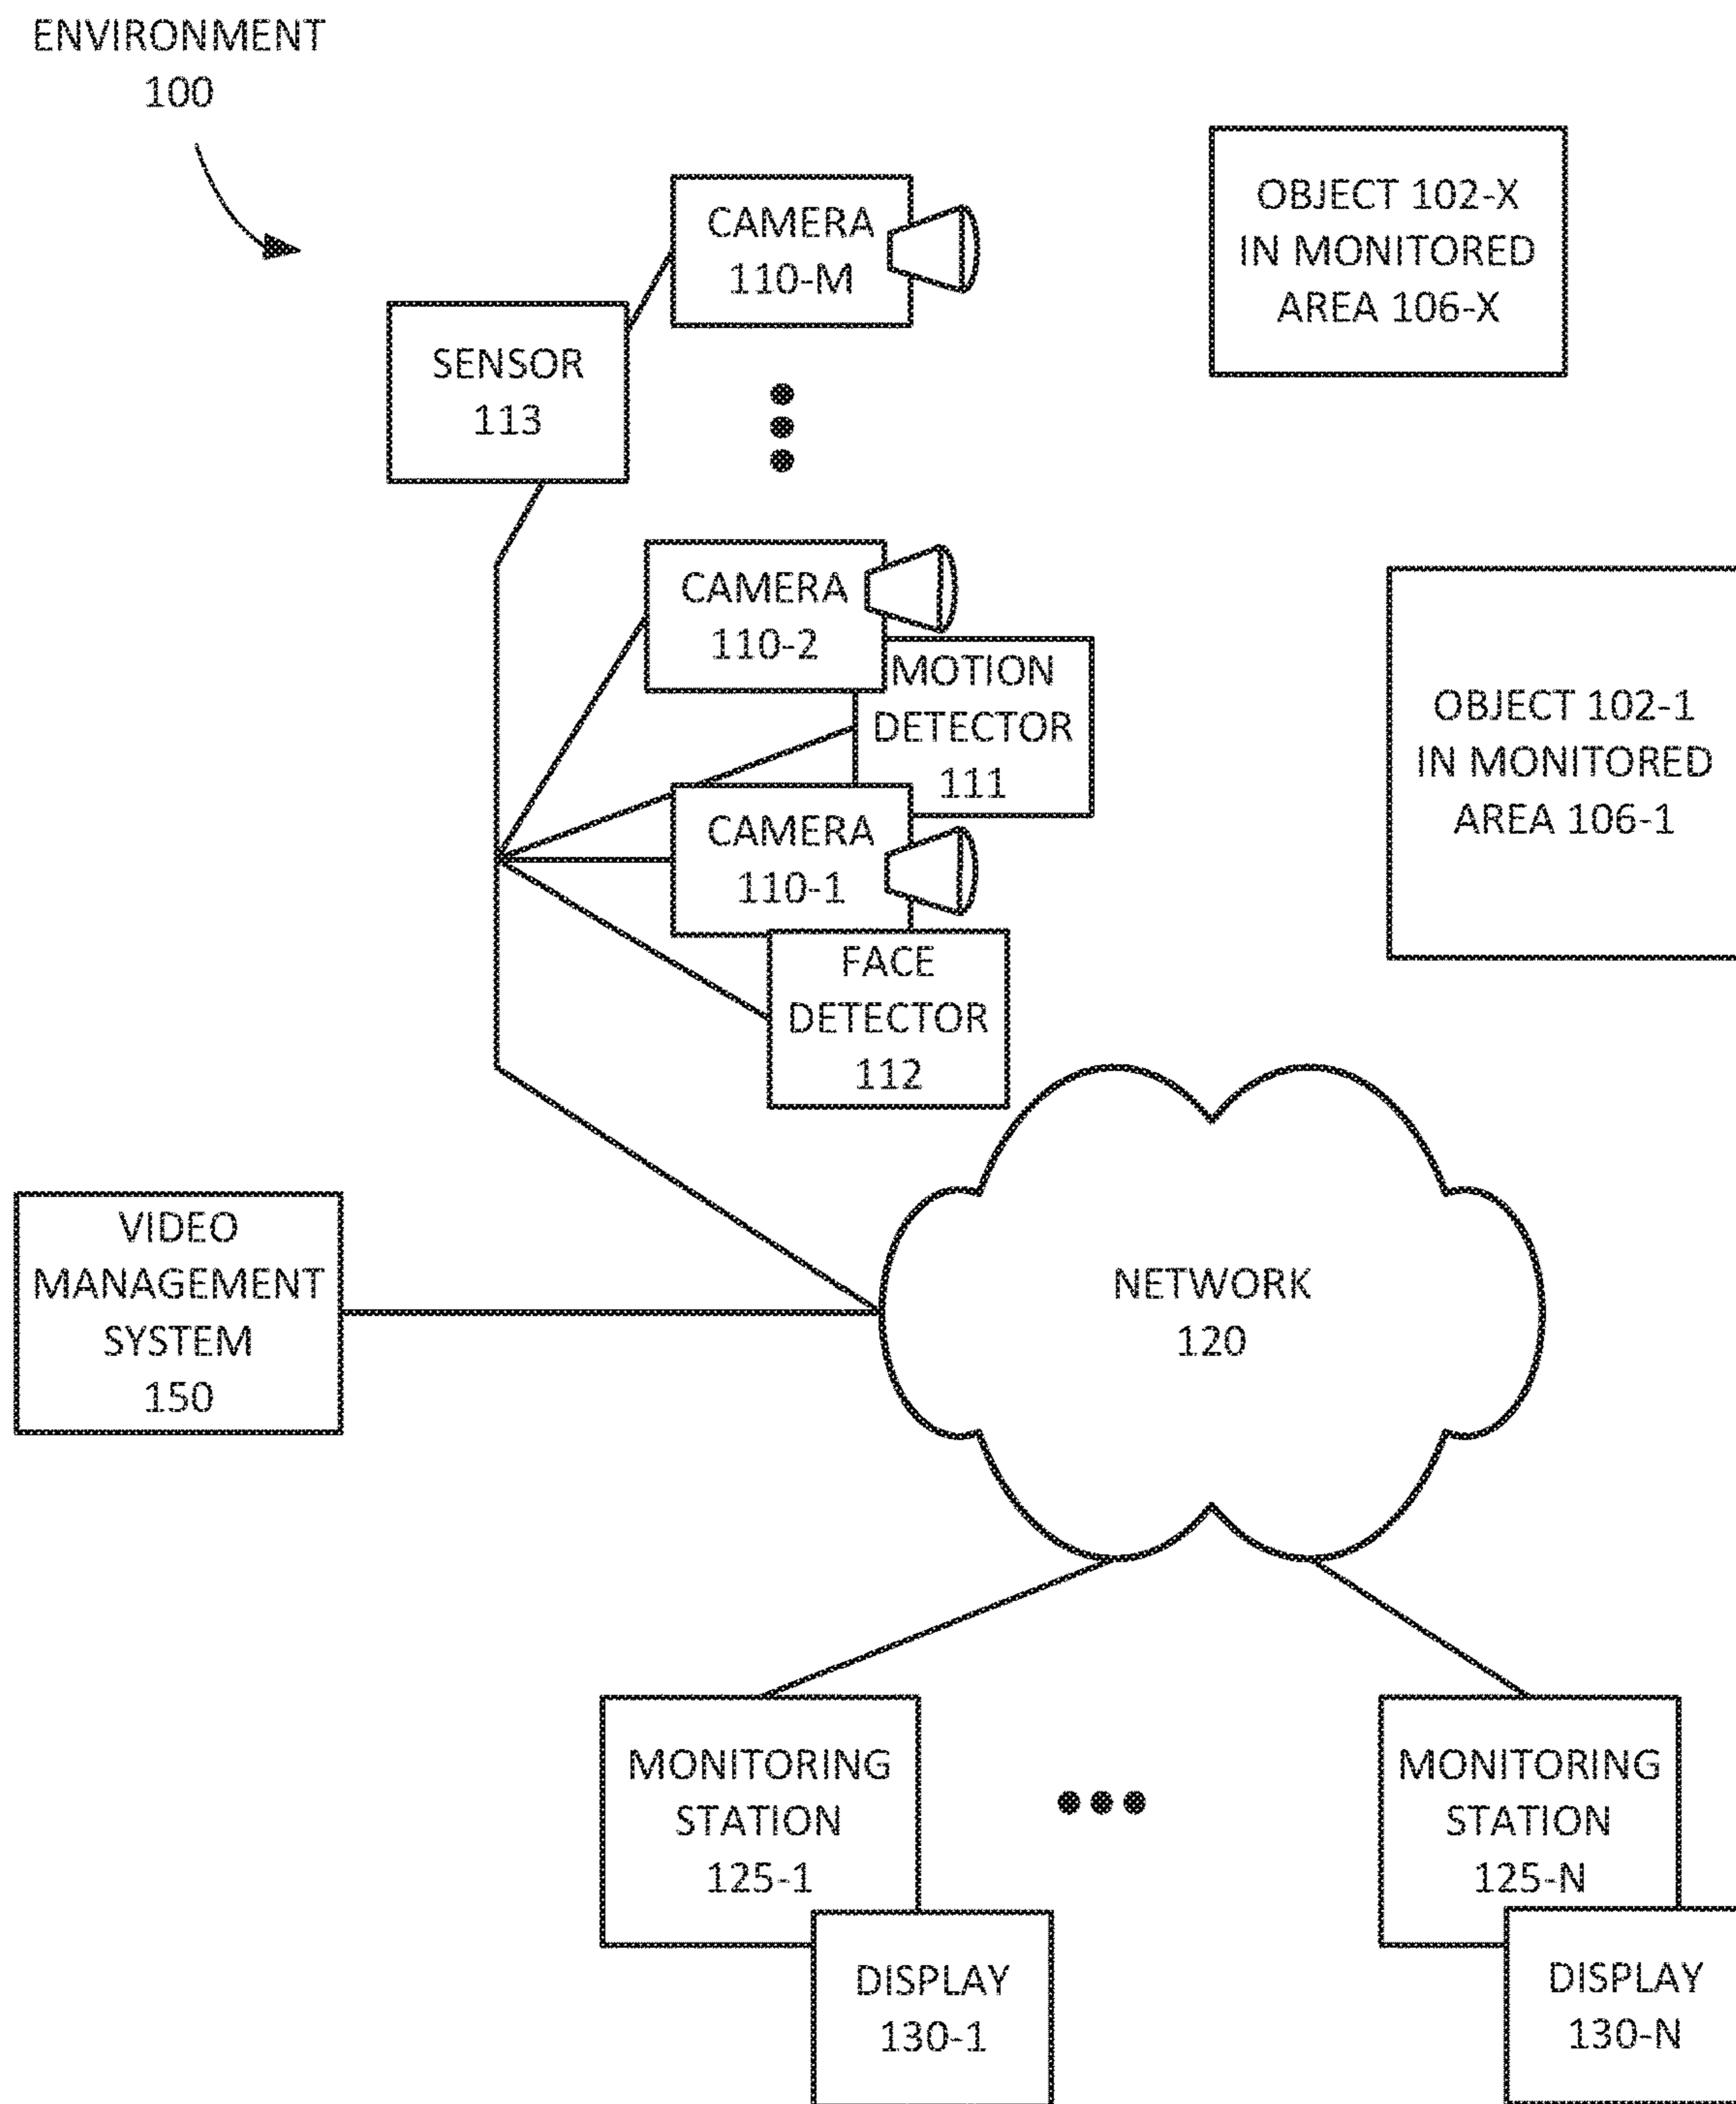 ENVIRONMENT
100
CAMERA
110-M
OBJECT 102-X
IN MONITORED
AREA 106-X
SENSOR
113
CAMERA
110-2
MOTION
DETECTOR
111
OBJECT 102-1
IN MONITORED
AREA 106-1
CAMERA
110-1
FACE
DETECTOR
112
VIDEO
MANAGEMENT
SYSTEM
150
NETWORK
120
MONITORING
STATION
125-1
DISPLAY
130-1
MONITORING
STATION
125-N
DISPLAY
130-N